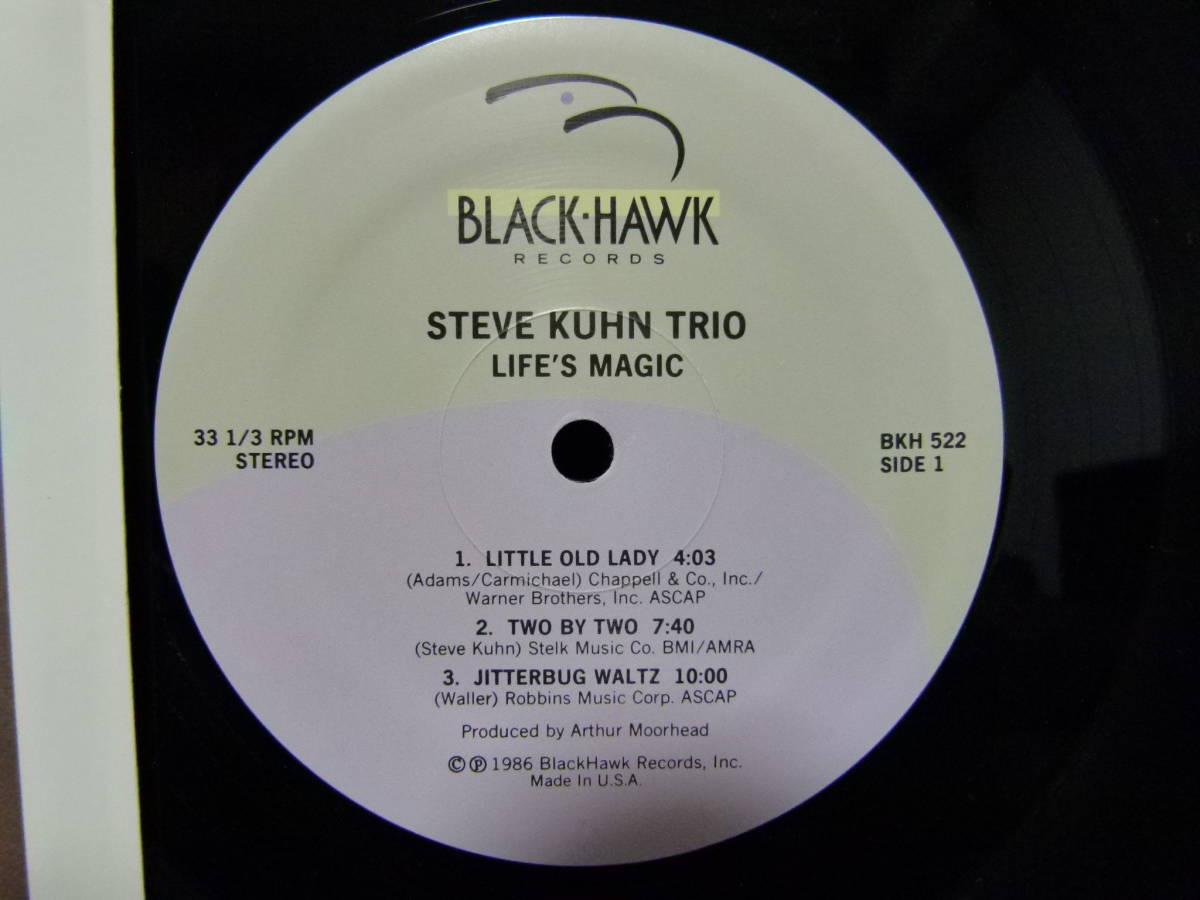 BLACK·HAWK
RECORDS
STEVE KUHN TRIO
LIFE'S MAGIC
33 1/3 RPM
STEREO
BKH 522
SIDE 1
1. LITTLE OLD LADY 4:03
(Adams/Carmichael) Chappell & Co., Inc./
Warner Brothers, Inc. ASCAP
2. TWO BY TWO 7:40
(Steve Kuhn) Stelk Music Co. BMI/AMRA
3. JITTERBUG WALTZ 10:00
(Waller) Robbins Music Corp. ASCAP
Produced by Arthur Moorhead
©℗ 1986 BlackHawk Records, Inc.
Made In U.S.A.